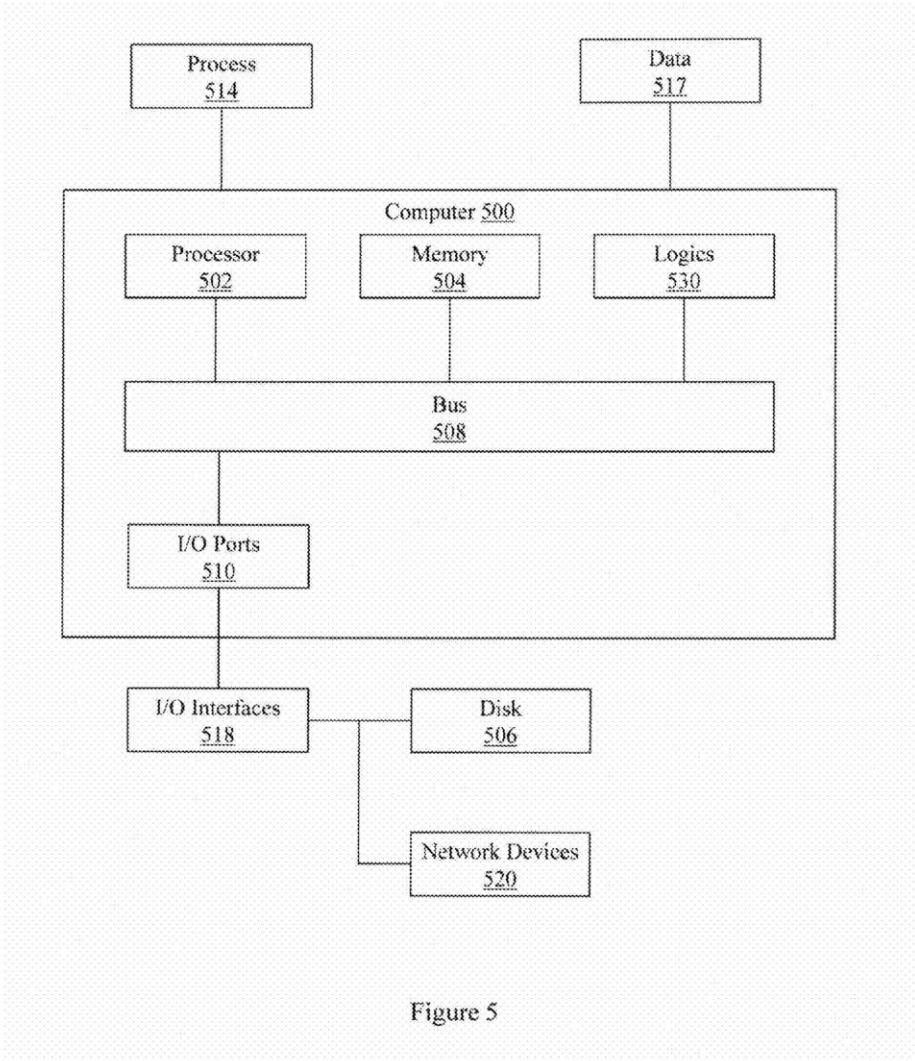 Process
514
Data
517
Computer 500
Processor
502
Memory
504
Logics
530
Bus
508
I/O Ports
510
I/O Interfaces
518
Disk
506
Network Devices
520
Figure 5